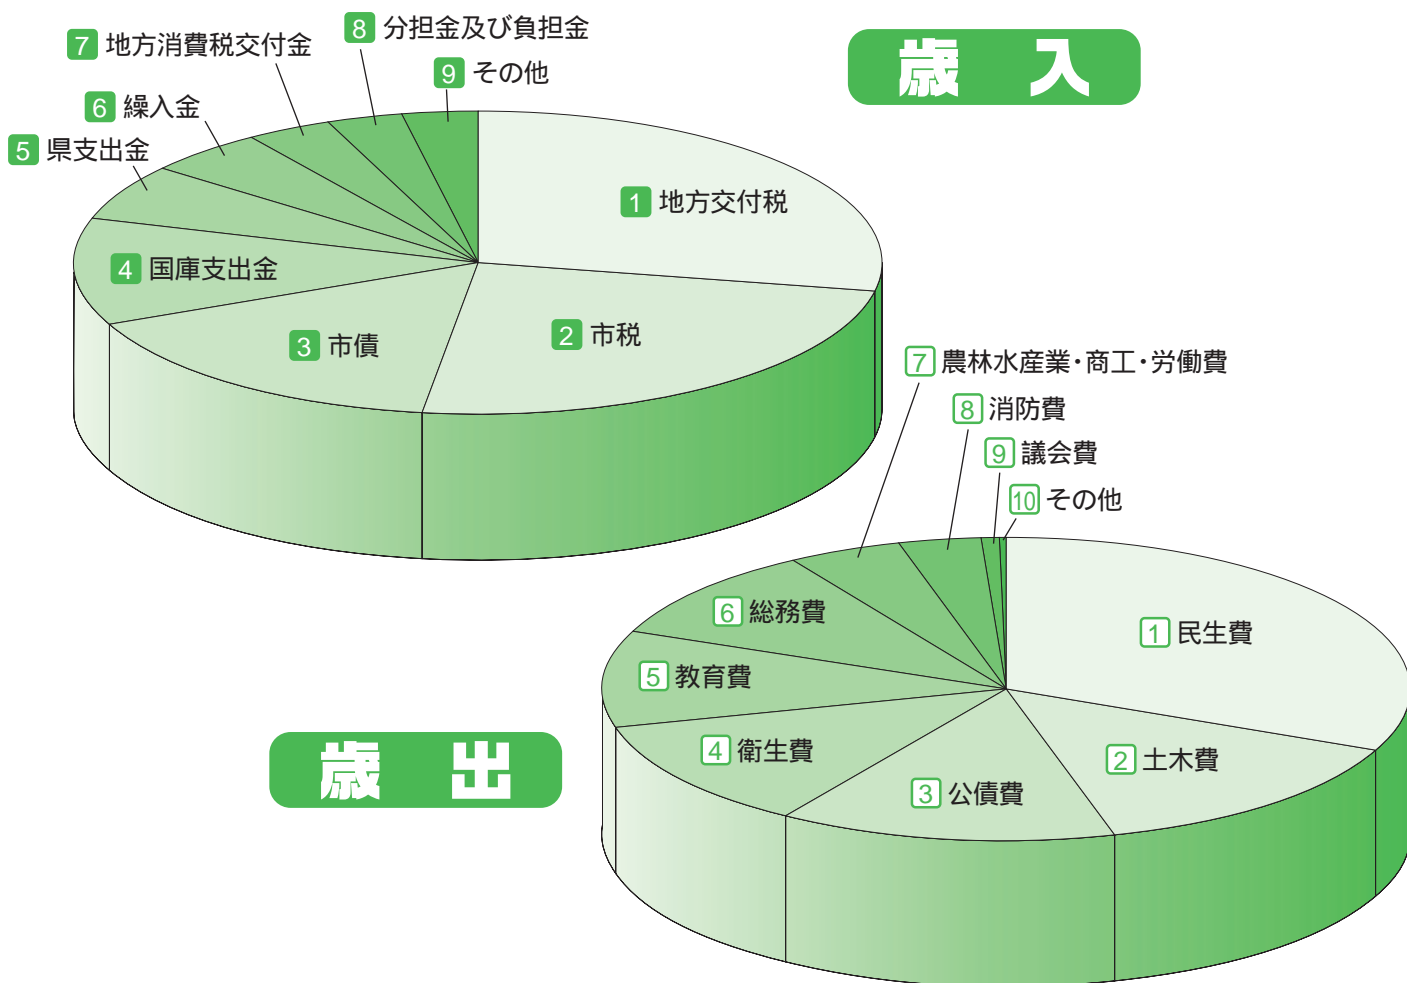 歳入
1 地方交付税
2 市税
3 市債
4 国庫支出金
5 県支出金
6 繰入金
7 地方消費税交付金
8 分担金及び負担金
9 その他
歳出
1 民生費
2 土木費
3 公債費
4 衛生費
5 教育費
6 総務費
7 農林水産業・商工・労働費
8 消防費
9 議会費
10 その他